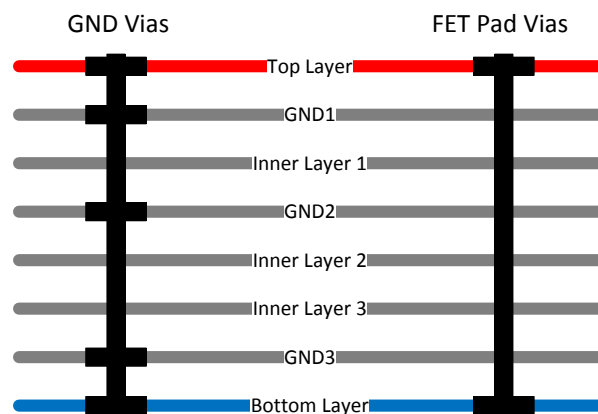 GND Vias
FET Pad Vias
Top Layer
GND1
Inner Layer 1
GND2
Inner Layer 2
Inner Layer 3
GND3
Bottom Layer